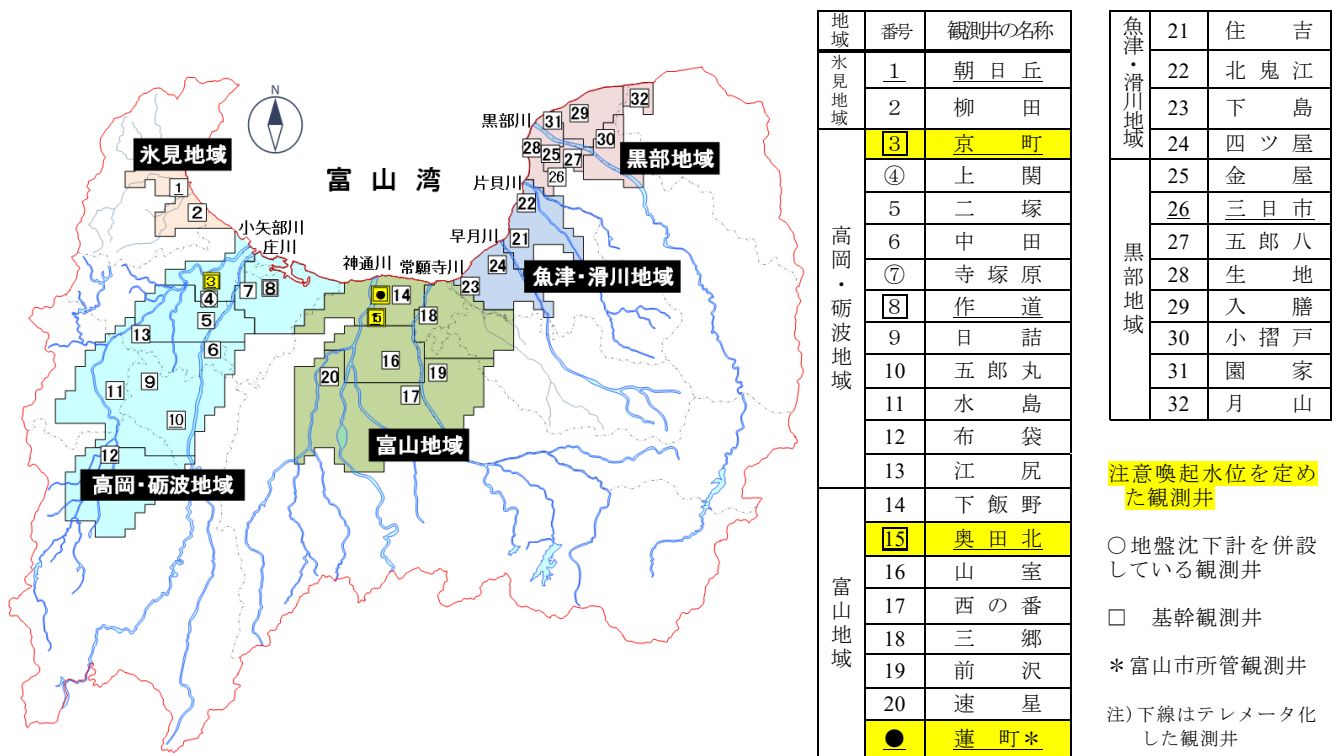 N
氷見地域
富山湾
黒部川
黒部地域
片貝川
早月川
魚津・滑川地域
小矢部川
庄川
神通川
常願寺川
富山地域
高岡・砺波地域
1
2
3
4
5
6
7
8
9
10
11
12
13
●
14
15
16
17
18
19
20
21
22
23
24
25
26
27
28
29
30
31
32
地域 番号 観測井の名称
氷見地域
1 朝日丘
2 柳田
高岡・砺波地域
3 京町
④ 上関
5 二塚
6 中田
⑦ 寺塚原
8 作道
9 日詰
10 五郎丸
11 水島
12 布袋
13 江尻
富山地域
14 下飯野
15 奥田北
16 山室
17 西の番
18 三郷
19 前沢
20 速星
● 蓮町*
魚津・滑川地域
21 住吉
22 北鬼江
23 下島
24 四ツ屋
黒部地域
25 金屋
26 三日市
27 五郎八
28 生地
29 入膳
30 小摺戸
31 園家
32 月山
注意喚起水位を定め
た観測井
○地盤沈下計を併設
している観測井
□ 基幹観測井
*富山市所管観測井
注)下線はテレメータ化
した観測井